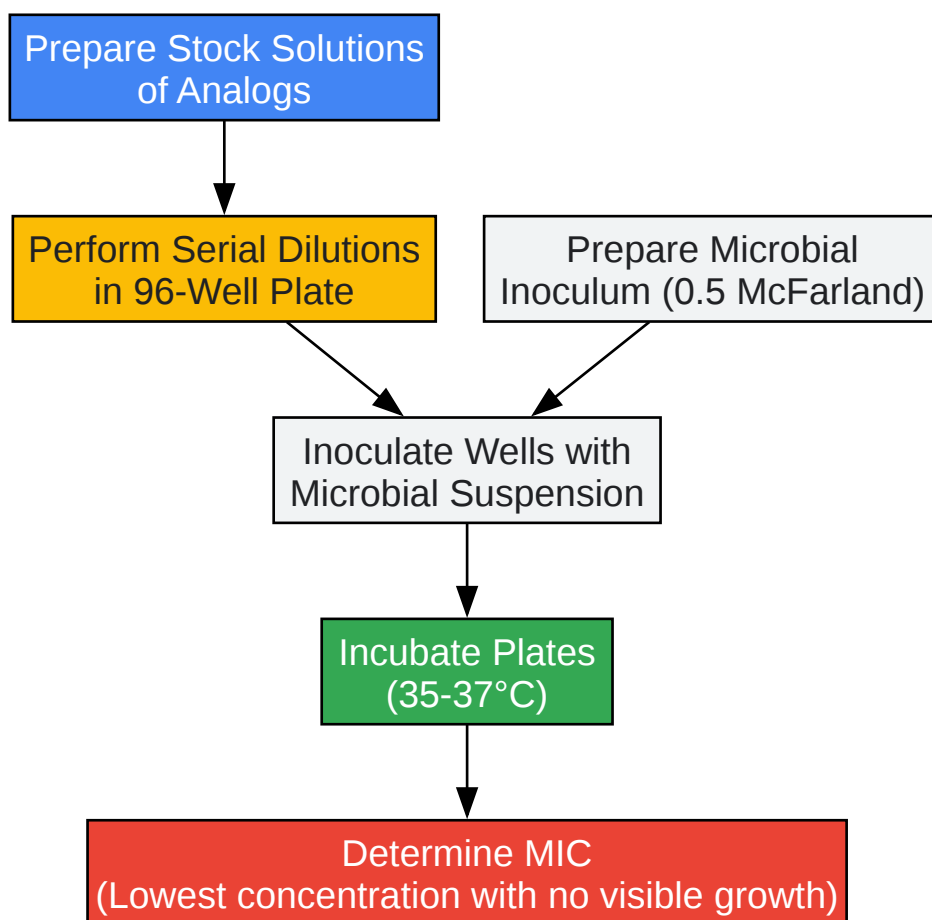 Prepare Stock Solutions
of Analogs
Perform Serial Dilutions
in 96-Well Plate
Prepare Microbial
Inoculum (0.5 McFarland)
Inoculate Wells with
Microbial Suspension
Incubate Plates
(35-37°C)
Determine MIC
(Lowest concentration with no visible growth)